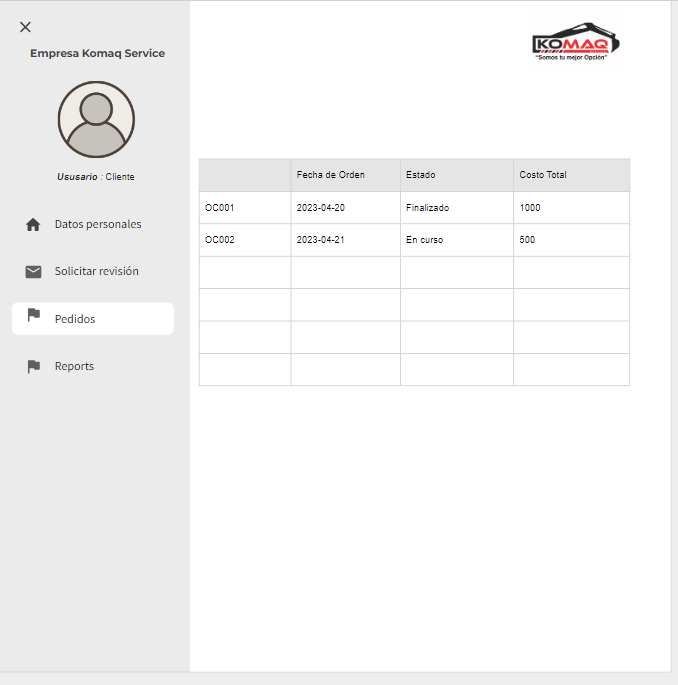 Empresa Komaq Service
Ususario : Cliente
Datos personales
Solicitar revisión
Pedidos
Reports
KOMAQ
"Somos tu mejor Opción"
Fecha de Orden Estado Costo Total
OC001 2023-04-20 Finalizado 1000
OC002 2023-04-21 En curso 500